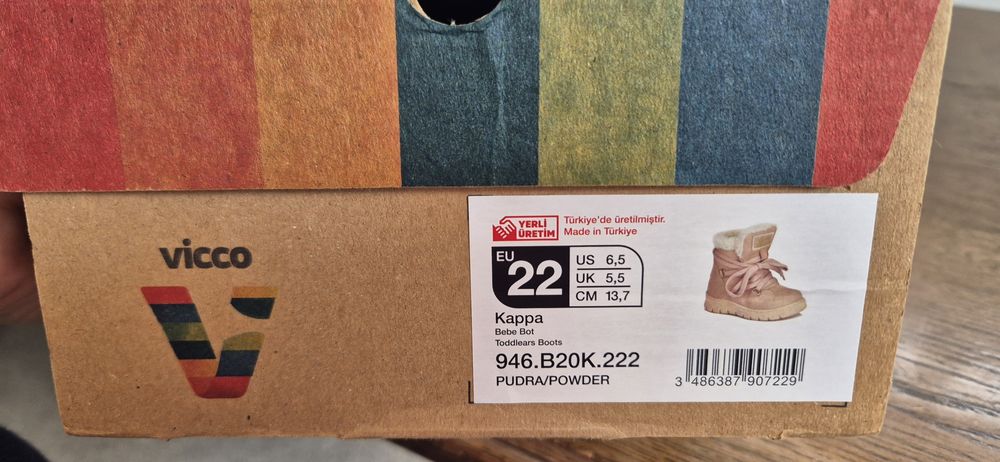 vicco
YERLİ
ÜRETİM
Türkiye'de üretilmiştir.
Made in Türkiye
EU
22
US 6,5
UK 5,5
CM 13,7
Kappa
Bebe Bot
Toddlears Boots
946.B20K.222
PUDRA/POWDER
3 486387 907229